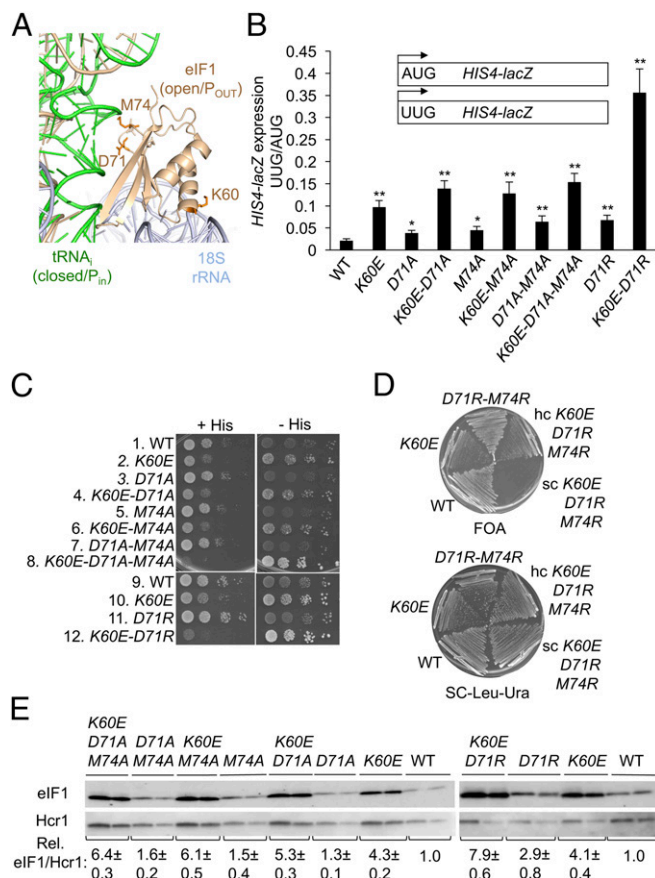 A
eIF1
(open/POUT)
M74
D71
K60
tRNAi
(closed/Pin)
18S
rRNA
B
HIS4-lacZ expression
UUG/AUG
0.45
0.4
0.35
0.3
0.25
0.2
0.15
0.1
0.05
0
AUG HIS4-lacZ
UUG HIS4-lacZ
** * ** * ** ** ** ** **
WT K60E D71A K60E-D71A M74A K60E-M74A D71A-M74A K60E-D71A-M74A D71R K60E-D71R
C
+ His - His
1. WT
2. K60E
3. D71A
4. K60E-D71A
5. M74A
6. K60E-M74A
7. D71A-M74A
8. K60E-D71A-M74A
9. WT
10. K60E
11. D71R
12. K60E-D71R
D
D71R-M74R
hc K60E
D71R
M74R
K60E
sc K60E
D71R
M74R
WT
FOA
D71R-M74R
hc K60E
D71R
M74R
K60E
WT
sc K60E
D71R
M74R
SC-Leu-Ura
E
K60E K60E K60E
D71A D71A K60E D71A D71R
M74A M74A M74A M74A D71A K60E WT D71R K60E WT
eIF1
Hcr1
Rel. 6.4± 1.6± 6.1± 1.5± 5.3± 1.3± 4.3± 1.0 7.9± 2.9± 4.1± 1.0
eIF1/Hcr1: 0.3 0.2 0.5 0.4 0.3 0.1 0.2 0.6 0.8 0.4